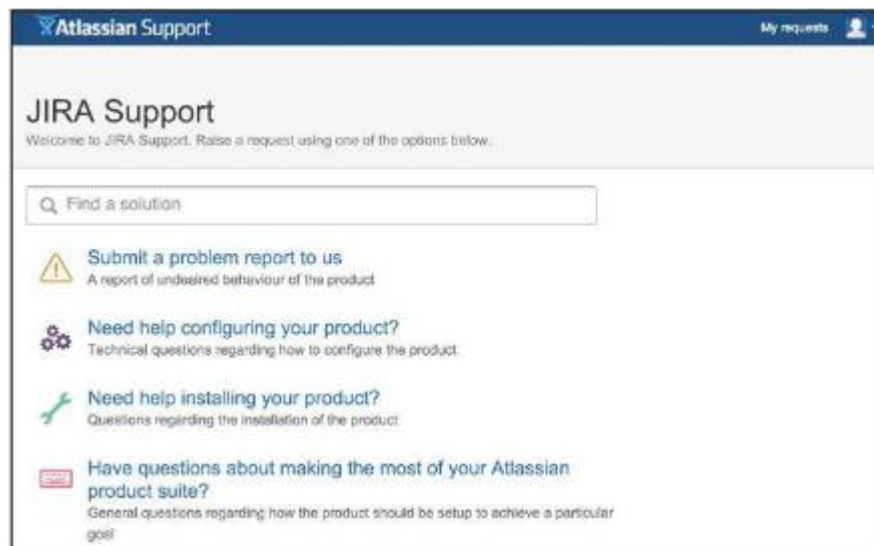 Atlassian Support
My requests
JIRA Support
Welcome to JIRA Support. Raise a request using one of the options below.
Find a solution
Submit a problem report to us
A report of undesired behaviour of the product
Need help configuring your product?
Technical questions regarding how to configure the product
Need help installing your product?
Questions regarding the installation of the product
Have questions about making the most of your Atlassian
product suite?
General questions regarding how the product should be setup to achieve a particular
goal